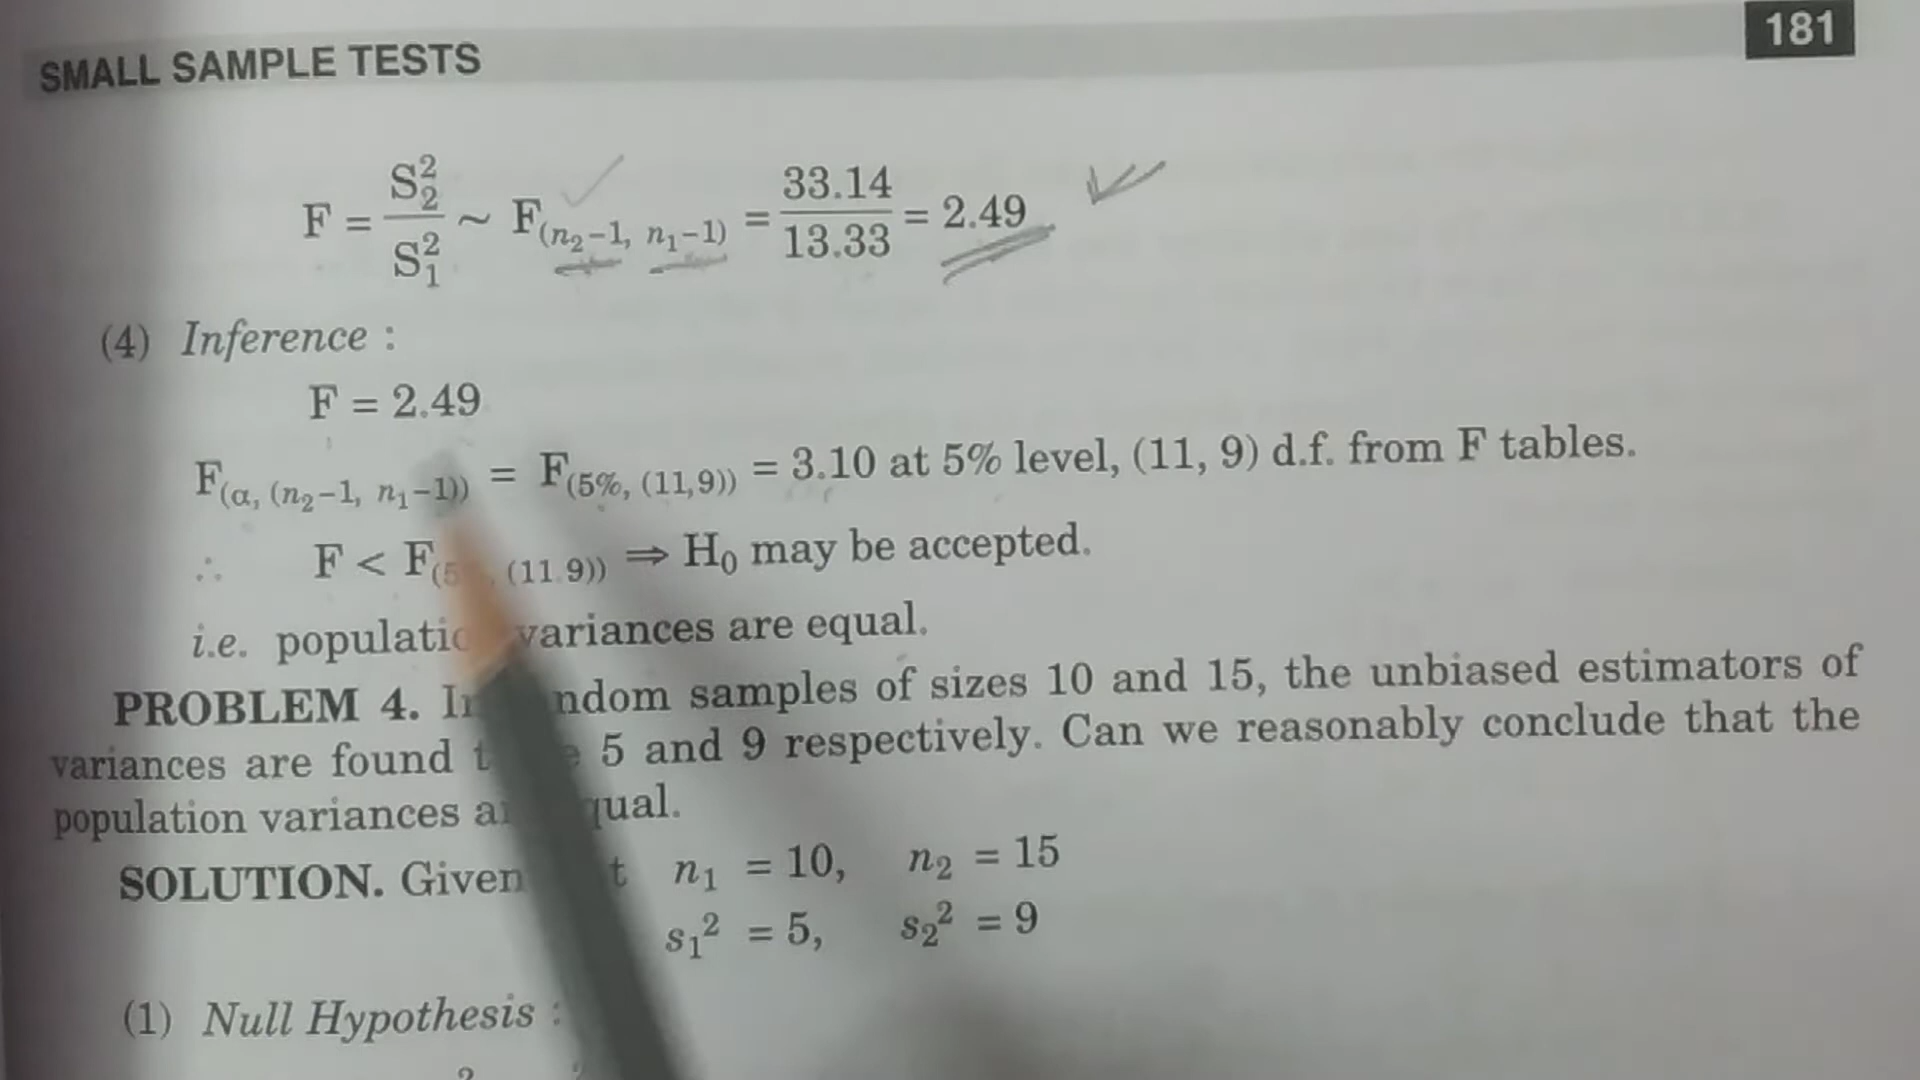 SMALL SAMPLE TESTS
181
F = S₂²/S₁² ~ F(n₂−1, n₁−1) = 33.14/13.33 = 2.49
(4) Inference :
F = 2.49
F(α, (n₂−1, n₁−1)) = F(5%, (11,9)) = 3.10 at 5% level, (11, 9) d.f. from F tables.
∴ F < F(5 , (11.9)) ⇒ H₀ may be accepted.
i.e. populatio variances are equal.
PROBLEM 4. ndom samples of sizes 10 and 15, the unbiased estimators of
variances are found 5 and 9 respectively. Can we reasonably conclude that the
population variances qual.
SOLUTION. Given t n₁ = 10, n₂ = 15
s₁² = 5, s₂² = 9
(1) Null Hypothesis :
2